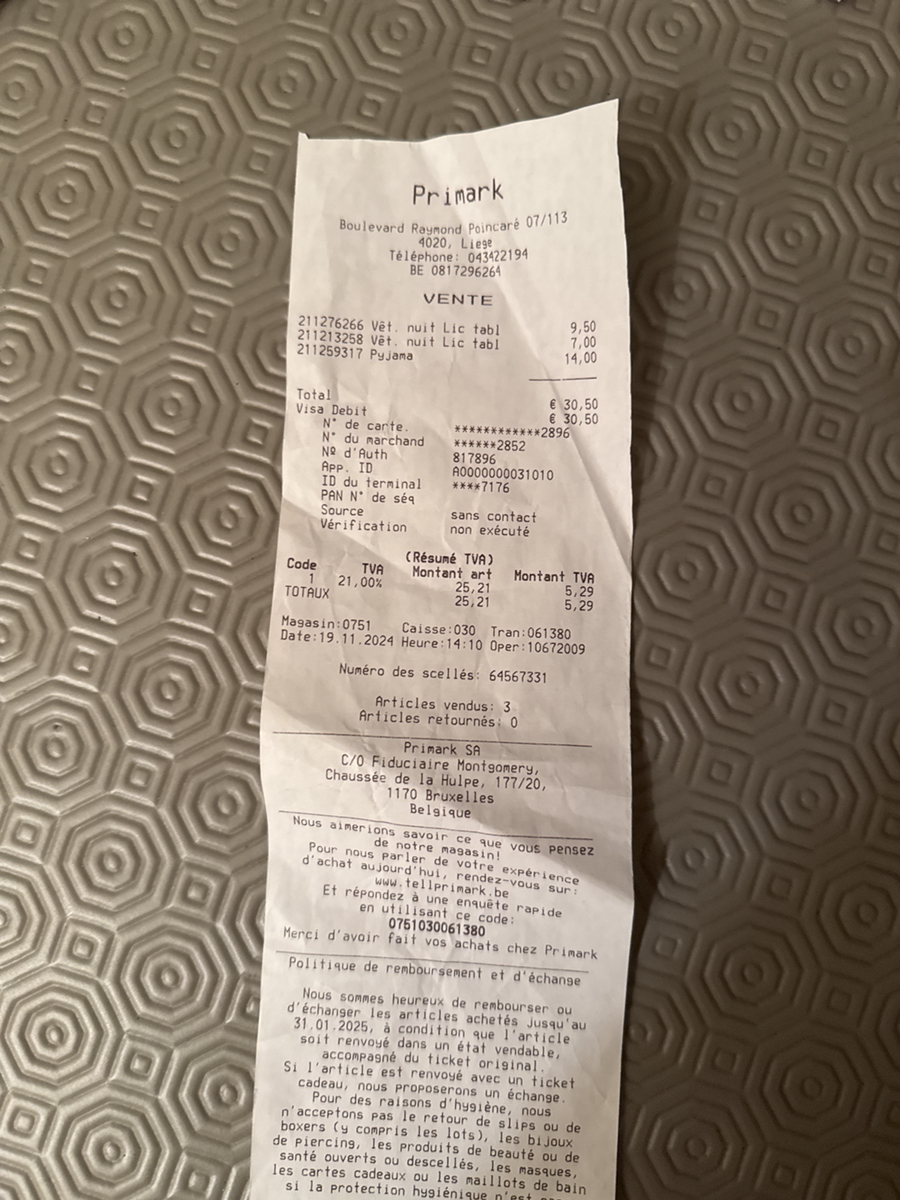 Primark
Boulevard Raymond Poincaré 07/113
4020, Liege
Téléphone: 043422194
BE 0817296264
VENTE
211276266 Vêt. nuit Lic tabl 9,50
211213258 Vêt. nuit Lic tabl 7,00
211259317 Pyjama 14,00
Total € 30,50
Visa Debit € 30,50
N° de carte. ************2896
N° du marchand ******2852
Nº d'Auth 817896
App. ID A0000000031010
ID du terminal ****7176
PAN N° de séq
Source sans contact
Vérification non exécuté
(Résumé TVA)
Code TVA Montant art Montant TVA
1 21,00% 25,21 5,29
TOTAUX 25,21 5,29
Magasin:0751 Caisse:030 Tran:061380
Date:19.11.2024 Heure:14:10 Oper:10672009
Numéro des scellés: 64567331
Articles vendus: 3
Articles retournés: 0
Primark SA
C/O Fiduciaire Montgomery,
Chaussée de la Hulpe, 177/20,
1170 Bruxelles
Belgique
Nous aimerions savoir ce que vous pensez
de notre magasin!
Pour nous parler de votre expérience
d'achat aujourd'hui, rendez-vous sur:
www.tellprimark.be
Et répondez à une enquête rapide
en utilisant ce code:
0751030061380
Merci d'avoir fait vos achats chez Primark
Politique de remboursement et d'échange
Nous sommes heureux de rembourser ou
d'échanger les articles achetés jusqu'au
31.01.2025, à condition que l'article
soit renvoyé dans un état vendable,
accompagné du ticket original.
Si l'article est renvoyé avec un ticket
cadeau, nous proposerons un échange.
Pour des raisons d'hygiène, nous
n'acceptons pas le retour de slips ou de
boxers (y compris les lots), les bijoux
de piercing, les produits de beauté ou de
santé ouverts ou descellés, les masques,
les cartes cadeaux ou les maillots de bain
si la protection hygiénique n'est